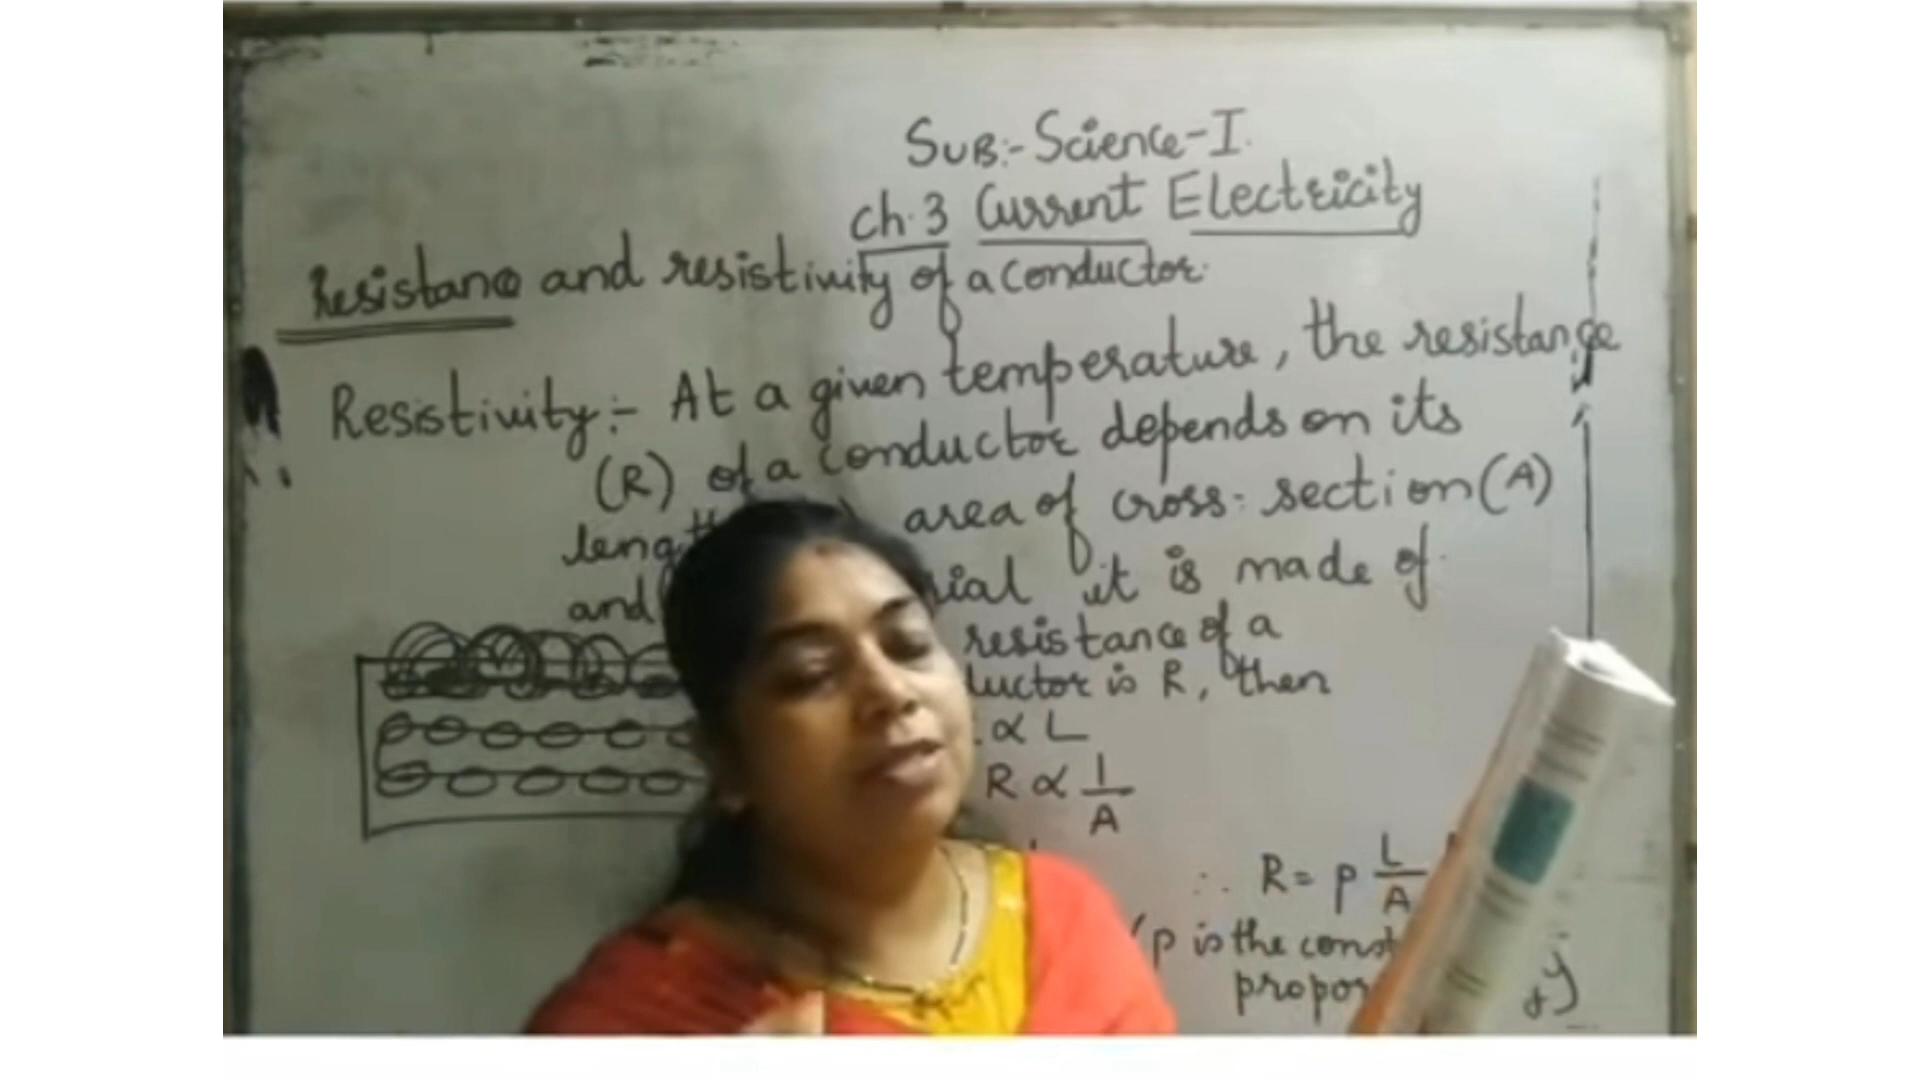 SUB:- Science-I.
Ch. 3 Current Electricity
Resistance and resistivity of a conductor.
Resistivity:- At a given temperature, the resistance
(R) of a conductor depends on its
area of cross-section (A)
and it is made of.
resistance of a
is R, then
∝ L
R ∝ 1/A
∴ R = p L/A
(p is the